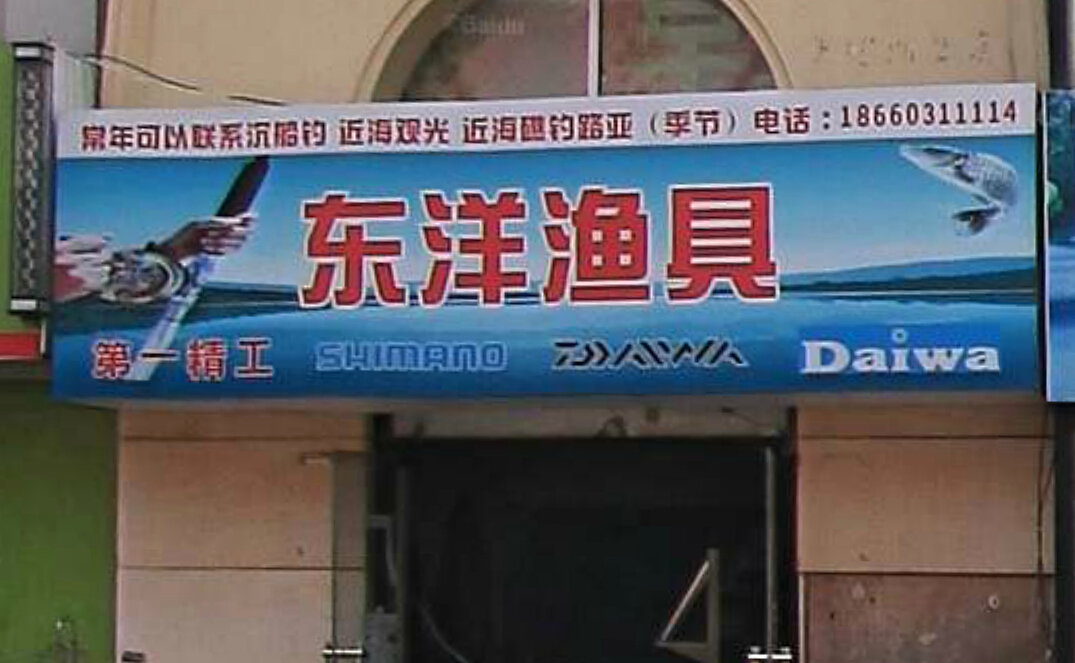 常年可以联系沉船钓 近海观光 近海礁钓路亚（季节）电话：18660311114
东洋渔具
第一精工 SHIMANO DAIWA Daiwa